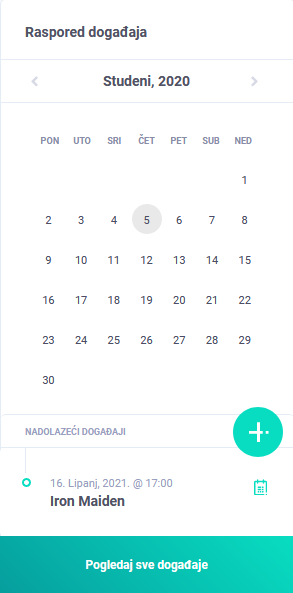 Raspored događaja
Studeni, 2020
PON UTO SRI ČET PET SUB NED
1
2 3 4 5 6 7 8
9 10 11 12 13 14 15
16 17 18 19 20 21 22
23 24 25 26 27 28 29
30
NADOLAZEĆI DOGAĐAJI
16. Lipanj, 2021. @ 17:00
Iron Maiden
Pogledaj sve događaje